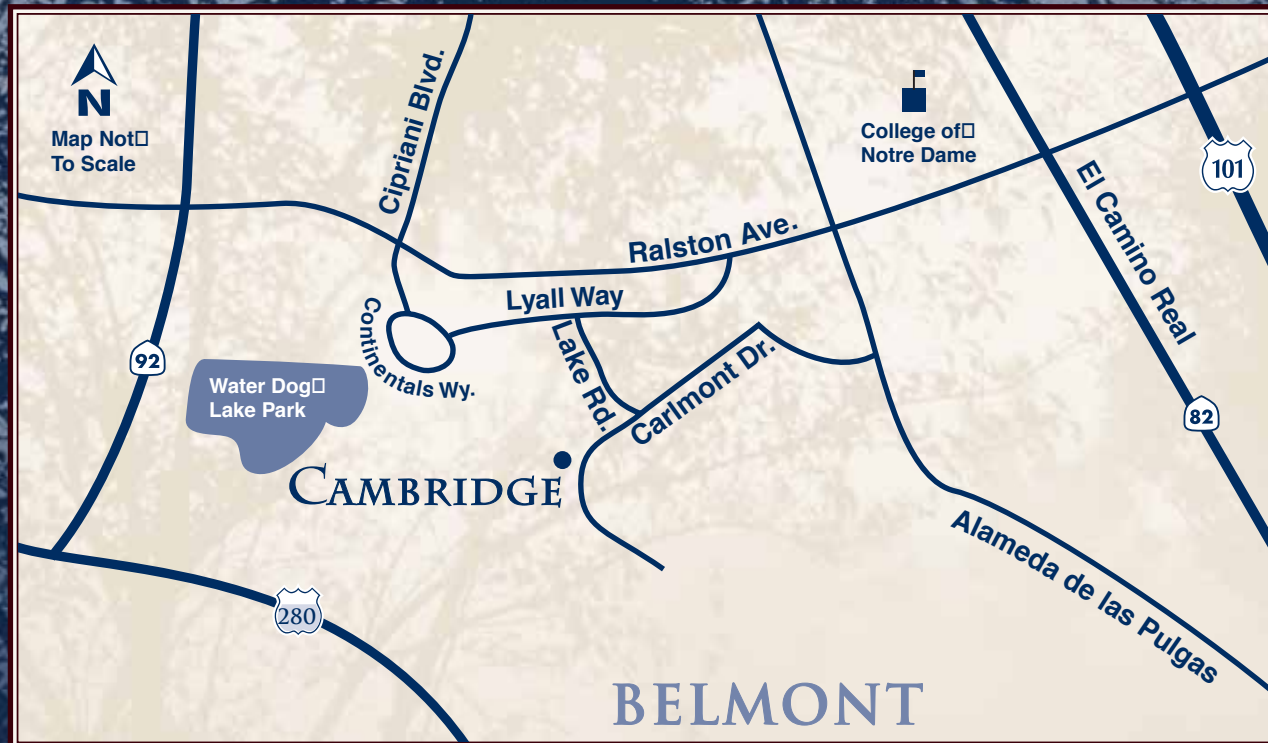 N
Map Not□
To Scale
Cipriani Blvd.
College of□
Notre Dame
101
El Camino Real
Ralston Ave.
Lyall Way
Continentals Wy.
Lake Rd.
Carlmont Dr.
92
Water Dog□
Lake Park
82
CAMBRIDGE
Alameda de las Pulgas
280
BELMONT